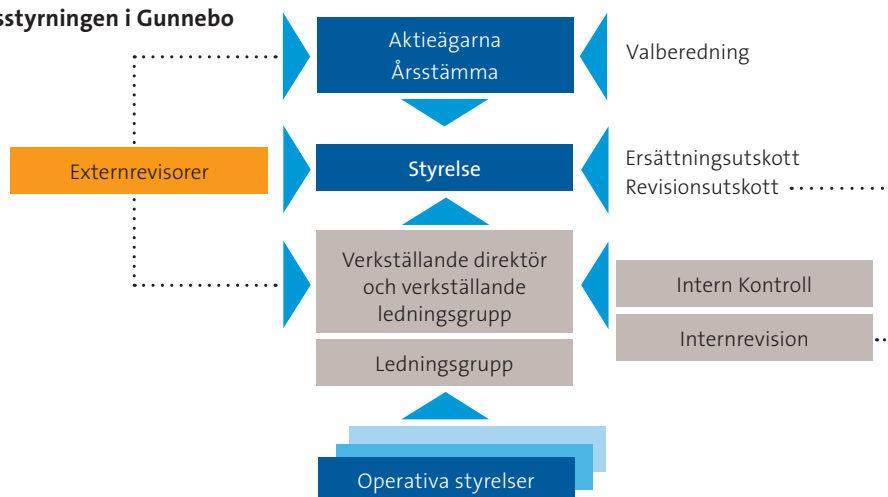 sstyrningen i Gunnebo
Aktieägarna
Årsstämma
Valberedning
Externrevisorer
Styrelse
Ersättningsutskott
Revisionsutskott
Verkställande direktör
och verkställande
ledningsgrupp
Intern Kontroll
Internrevision
Ledningsgrupp
Operativa styrelser